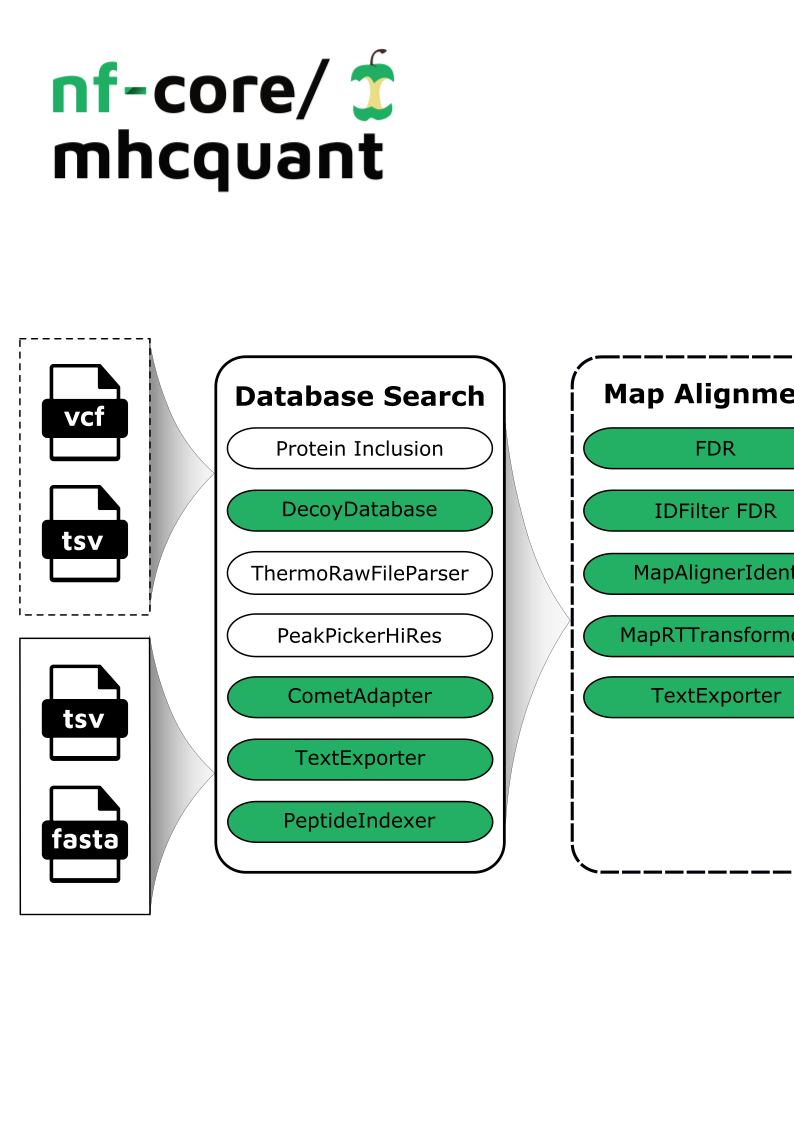 nf-core/
mhcquant
vcf
tsv
tsv
fasta
Database Search
Protein Inclusion
DecoyDatabase
ThermoRawFileParser
PeakPickerHiRes
CometAdapter
TextExporter
PeptideIndexer
Map Alignme
FDR
IDFilter FDR
MapAlignerIdent
MapRTTransforme
TextExporter